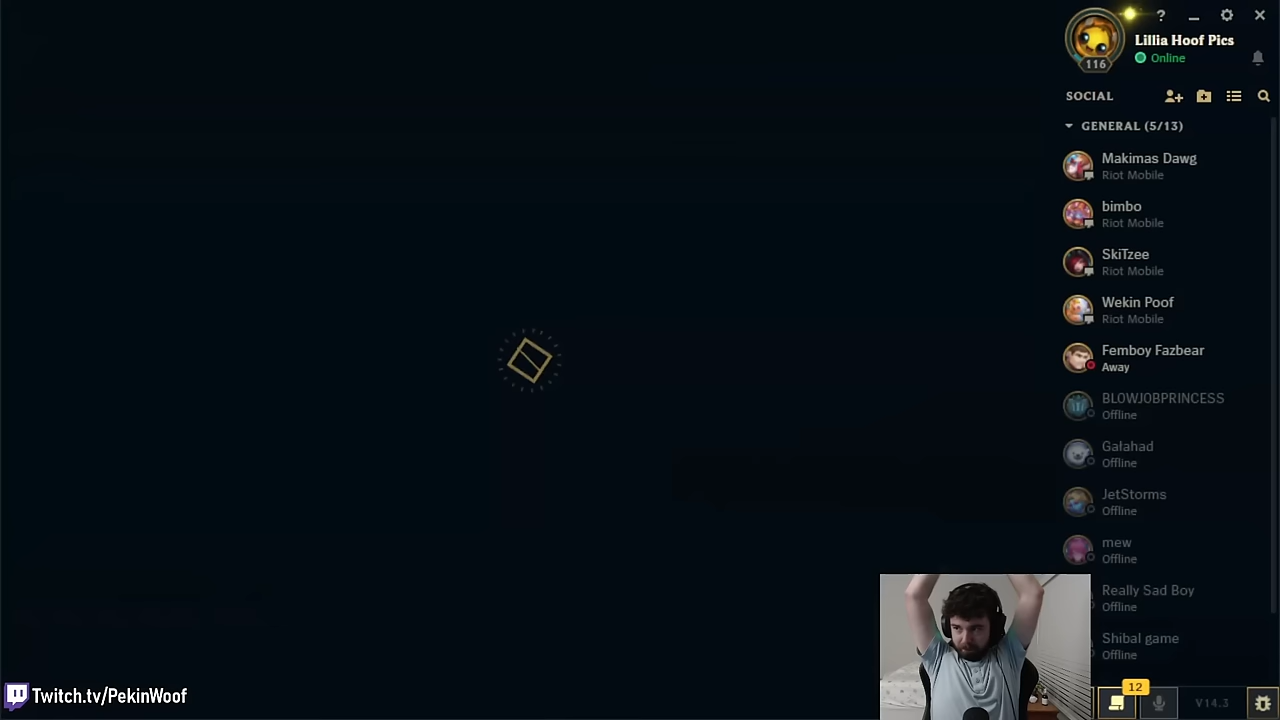 ?
Lillia Hoof Pics
Online
116
SOCIAL
GENERAL (5/13)
Makimas Dawg
Riot Mobile
bimbo
Riot Mobile
SkiTzee
Riot Mobile
Wekin Poof
Riot Mobile
Femboy Fazbear
Away
BLOWJOBPRINCESS
Offline
Galahad
Offline
JetStorms
Offline
mew
Offline
Really Sad Boy
Offline
Shibal game
Offline
12
V14.3
Twitch.tv/PekinWoof